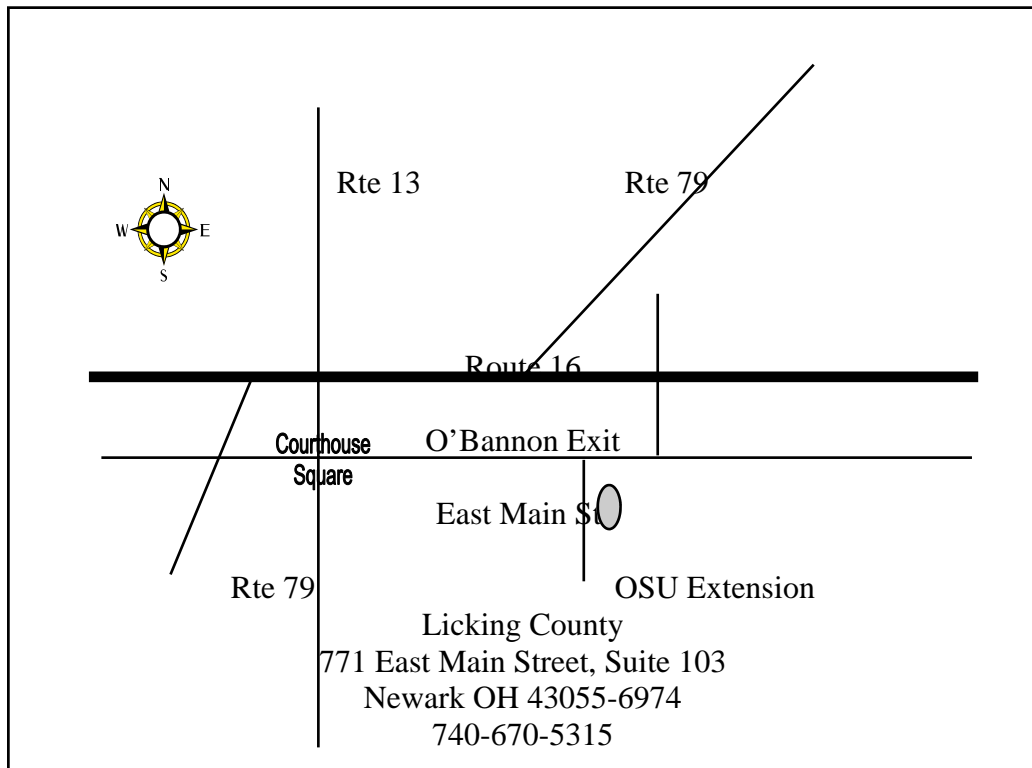 Rte 13 Rte 79
N
W E
S
Route 16
O'Bannon Exit
Courthouse
Square
East Main St
Rte 79 OSU Extension
Licking County
771 East Main Street, Suite 103
Newark OH 43055-6974
740-670-5315